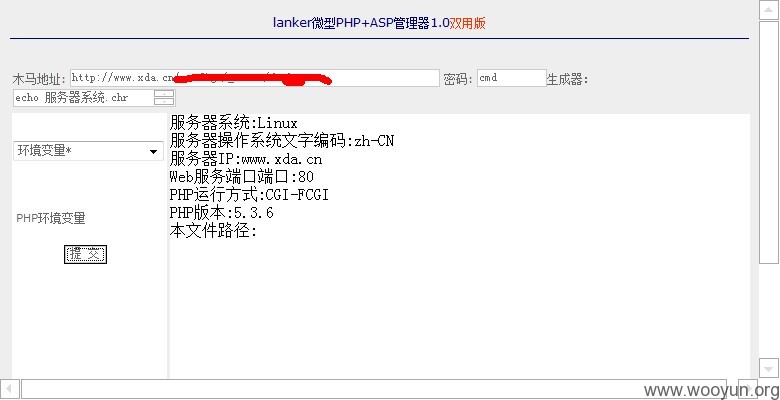 lanker微型PHP+ASP管理器1.0双用版
木马地址: http://www.xda.cn/ 密码: cmd 生成器:
echo 服务器系统.chr
服务器系统:Linux
服务器操作系统文字编码:zh-CN
环境变量*
服务器IP:www.xda.cn
Web服务端口端口:80
PHP运行方式:CGI-FCGI
PHP环境变量
PHP版本:5.3.6
本文件路径:
提 交
www.wooyun.org